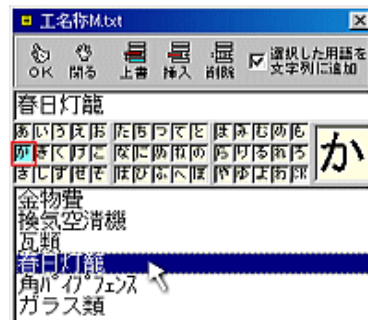 工名称M.txt
OK 閉る 上書 挿入 削除 選択した用語を
文字列に追加
春日灯籠
あいうえお たちつてと はまむめも
かきくけこ なにぬねの らりるれろ
さしすせそ はひふへほ やゆよわ
か
金物費
換気空清機
瓦類
春日灯籠
角パイプフェンス
ガラス類